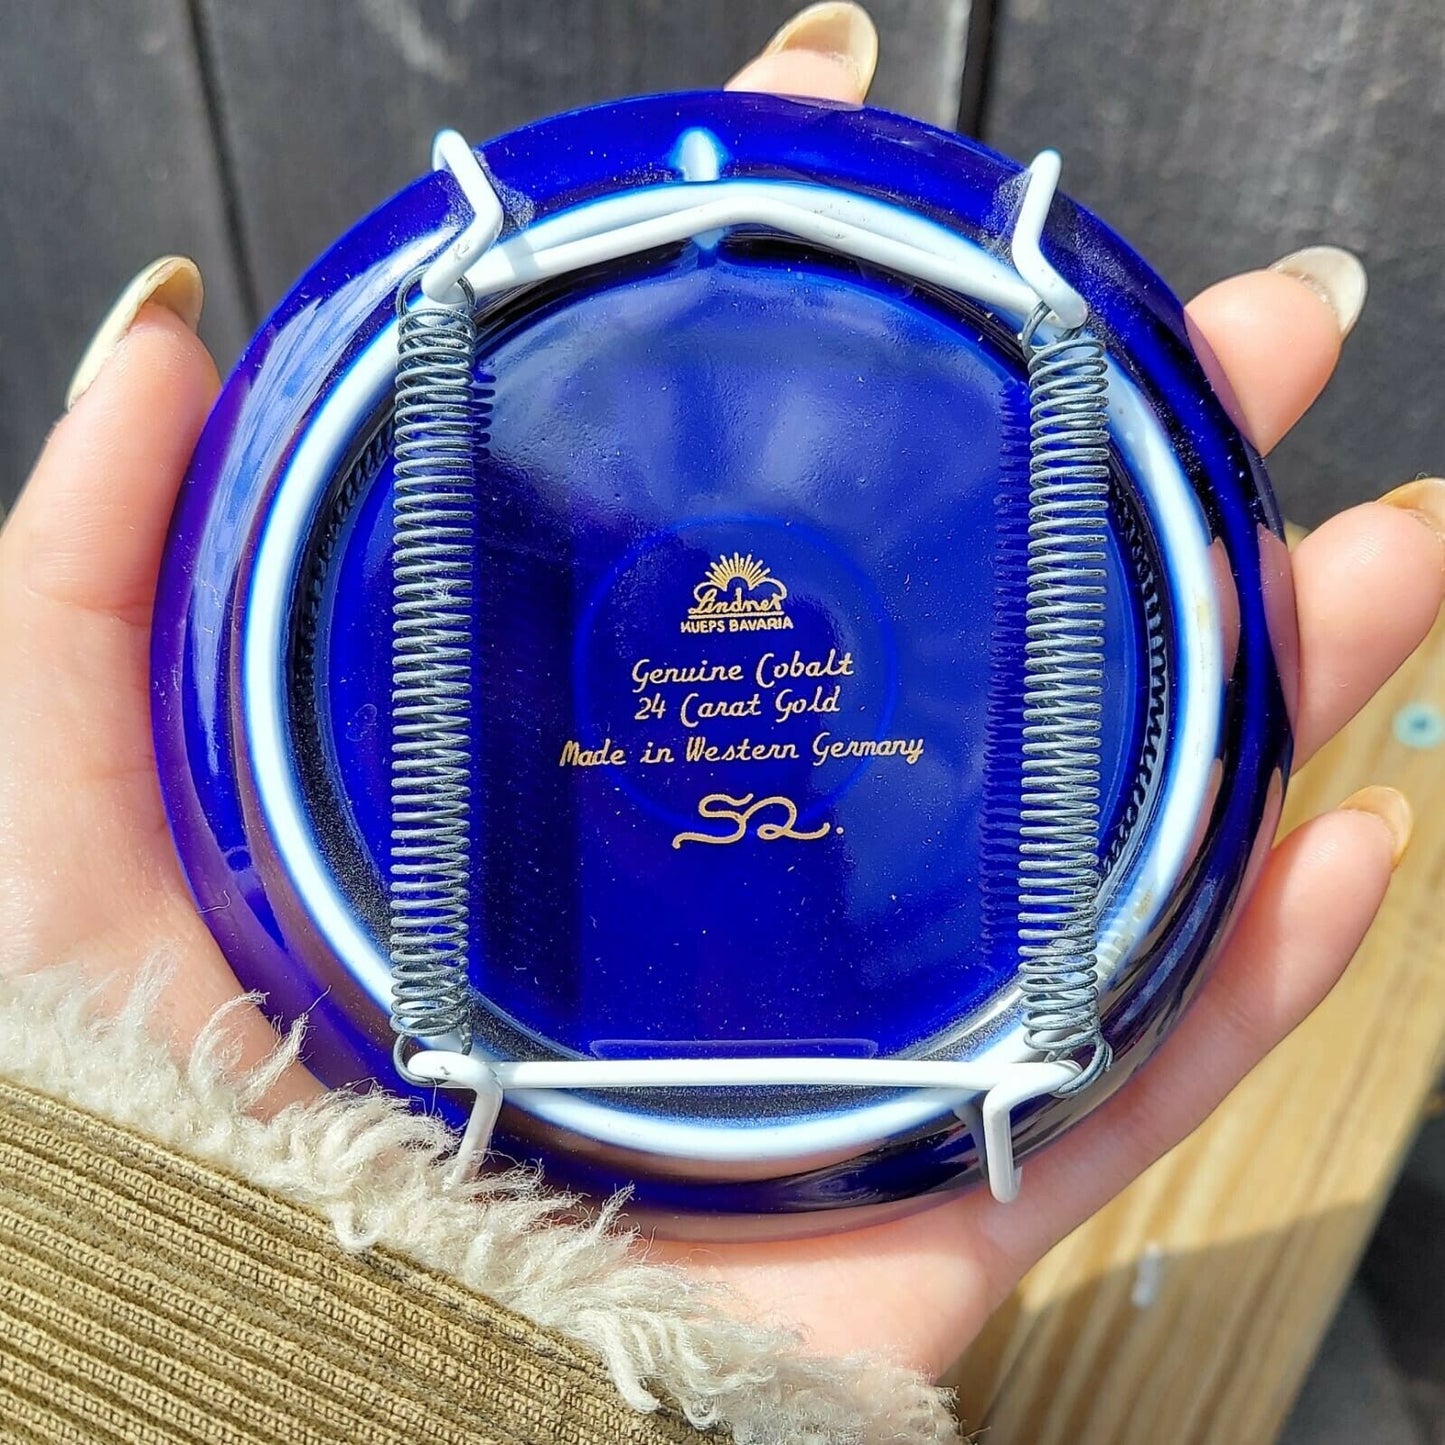 Lindner
KUEPS BAVARIA
Genuine Cobalt
24 Carat Gold
Made in Western Germany